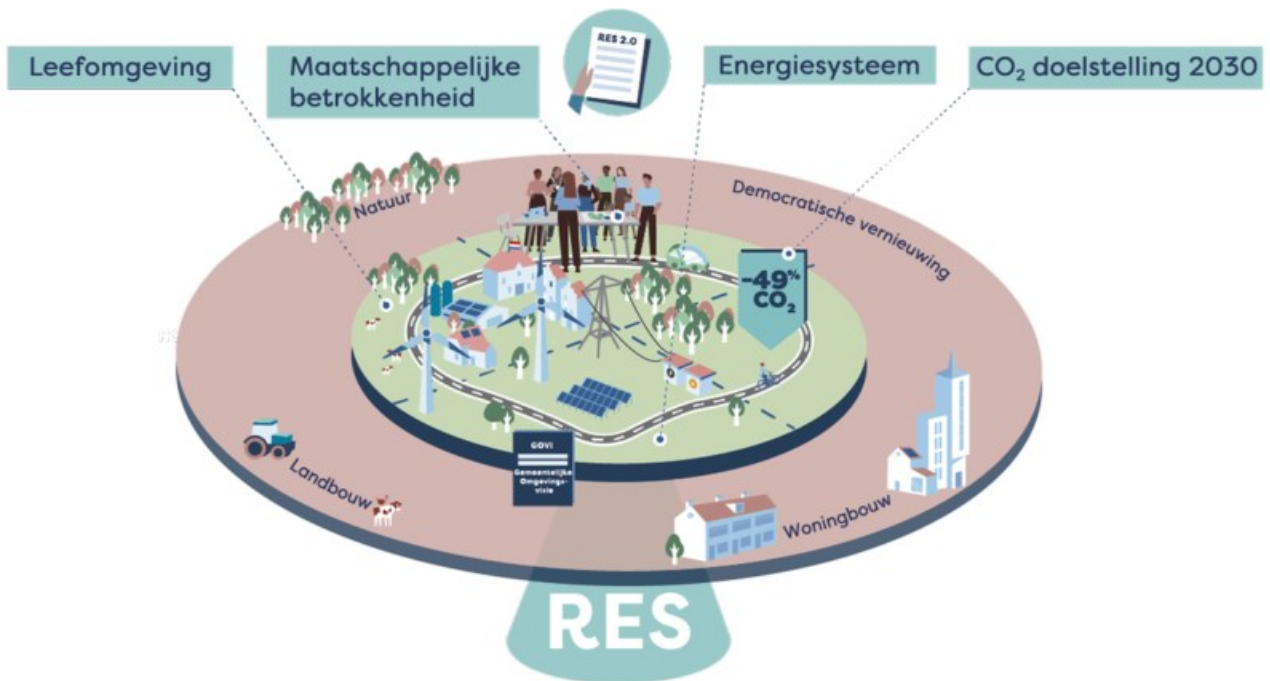 RES 2.0
Leefomgeving
Maatschappelijke
betrokkenheid
Energiesysteem
CO₂ doelstelling 2030
Natuur
Democratische vernieuwing
-49%
CO₂
GOVI
Gemeentelijke
Omgevings-
visie
Landbouw
Woningbouw
RES